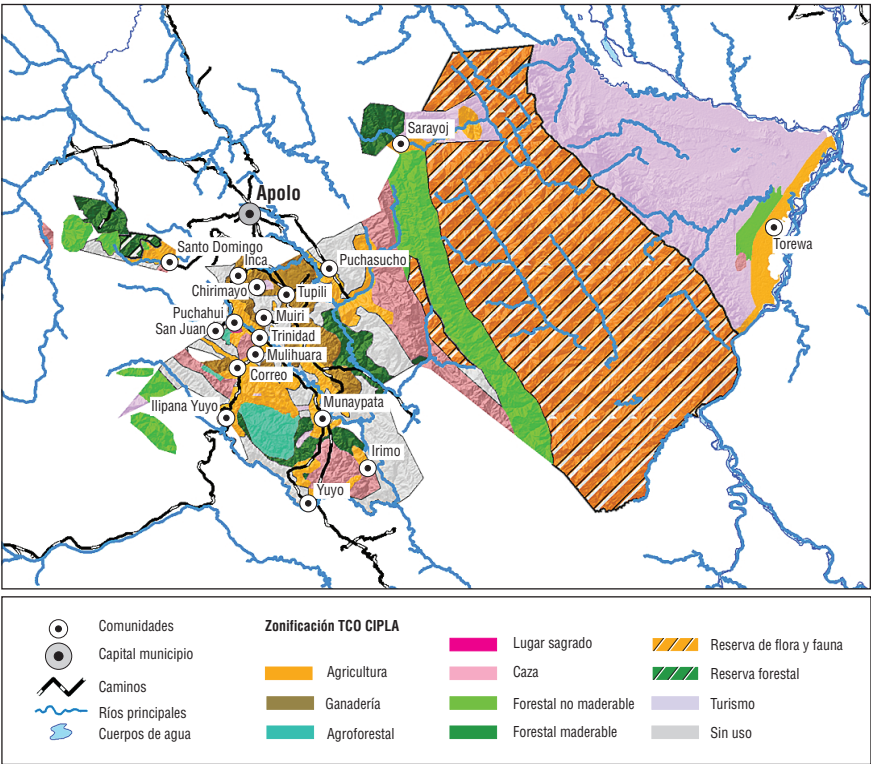 Sarayoj
Apolo
Torewa
Santo Domingo
Inca
Puchasucho
Chirimayo
Tupili
Puchahui
Muiri
San Juan
Trinidad
Mulihuara
Correo
Ilipana Yuyo
Munaypata
Irimo
Yuyo
Comunidades
Capital municipio
Caminos
Ríos principales
Cuerpos de agua
Zonificación TCO CIPLA
Agricultura
Ganadería
Agroforestal
Lugar sagrado
Caza
Forestal no maderable
Forestal maderable
Reserva de flora y fauna
Reserva forestal
Turismo
Sin uso